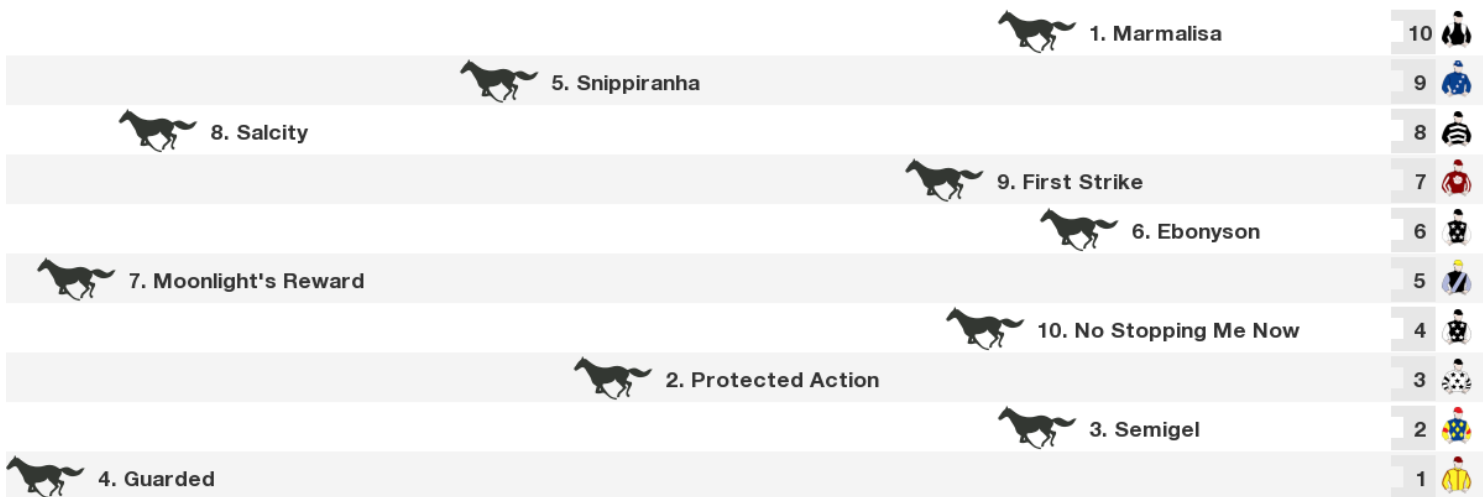 1. Marmalisa 10
5. Snippiranha 9
8. Salcity 8
9. First Strike 7
6. Ebonyson 6
7. Moonlight's Reward 5
10. No Stopping Me Now 4
2. Protected Action 3
3. Semigel 2
4. Guarded 1